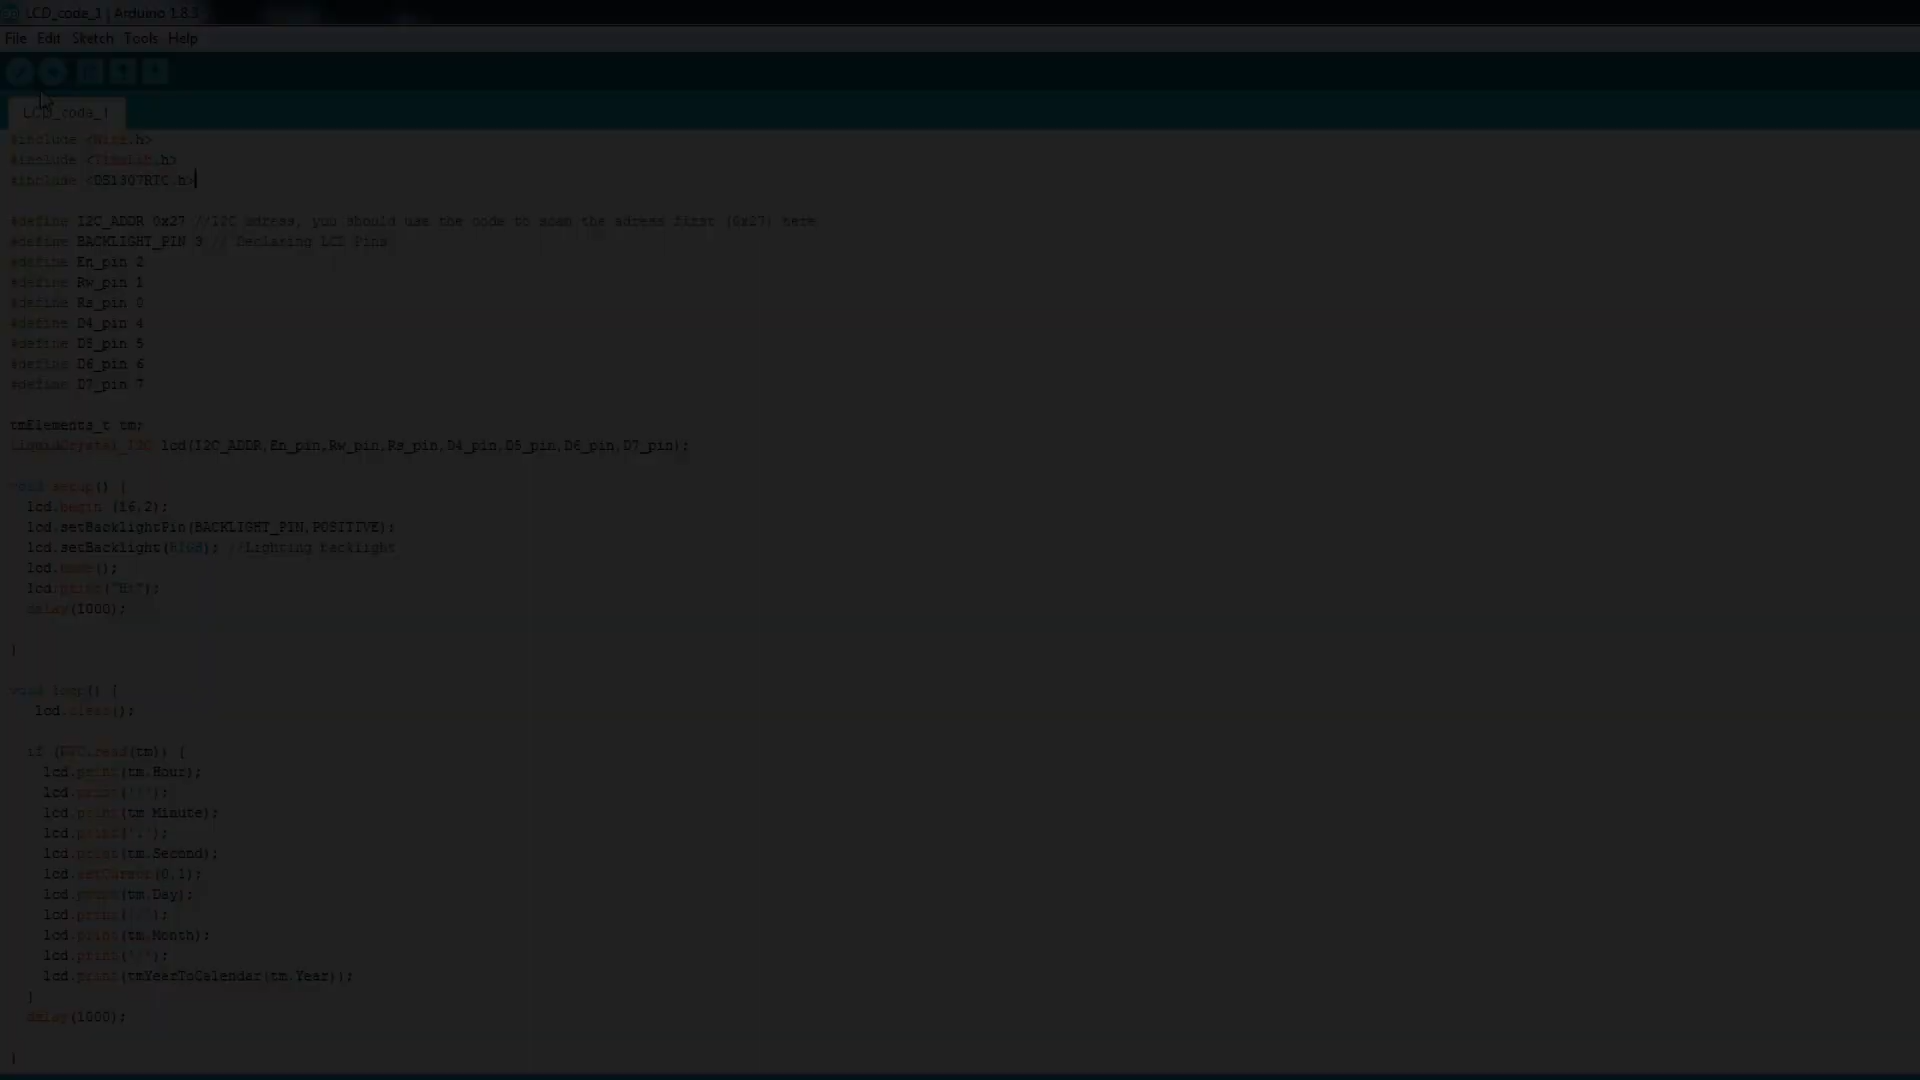 LCD_code_1 | Arduino 1.8.3
File Edit Sketch Tools Help
LCD_code_1
#include <Wire.h>
#include <TimeLib.h>
#include <DS1307RTC.h>
#define I2C_ADDR 0x27 //I2C adress, you should use the code to scan the adress first (0x27) here
#define BACKLIGHT_PIN 3 // Declaring LCD Pins
#define En_pin 2
#define Rw_pin 1
#define Rs_pin 0
#define D4_pin 4
#define D5_pin 5
#define D6_pin 6
#define D7_pin 7
tmElements_t tm;
LiquidCrystal_I2C lcd(I2C_ADDR,En_pin,Rw_pin,Rs_pin,D4_pin,D5_pin,D6_pin,D7_pin);
void setup() {
lcd.begin (16,2);
lcd.setBacklightPin(BACKLIGHT_PIN,POSITIVE);
lcd.setBacklight(HIGH); //Lighting backlight
lcd.home();
lcd.print("Hi");
delay(1000);
}
void loop() {
lcd.clear();
if (RTC.read(tm)) {
lcd.print(tm.Hour);
lcd.print(':');
lcd.print(tm.Minute);
lcd.print(':');
lcd.print(tm.Second);
lcd.setCursor(0,1);
lcd.print(tm.Day);
lcd.print('/');
lcd.print(tm.Month);
lcd.print('/');
lcd.print(tmYearToCalendar(tm.Year));
}
delay(1000);
}